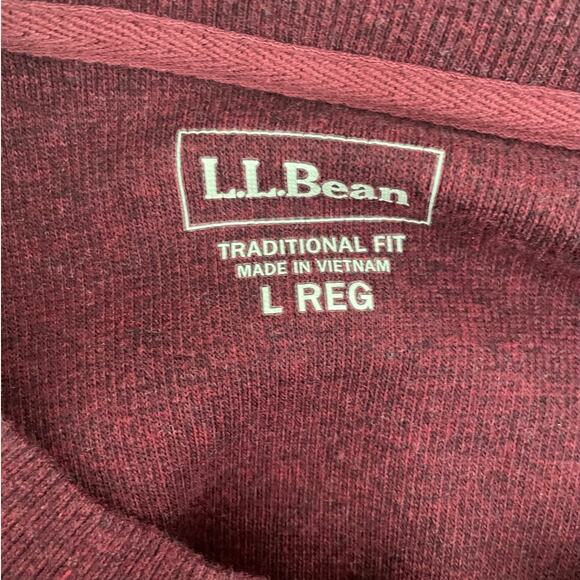 L.L.Bean
TRADITIONAL FIT
MADE IN VIETNAM
L REG